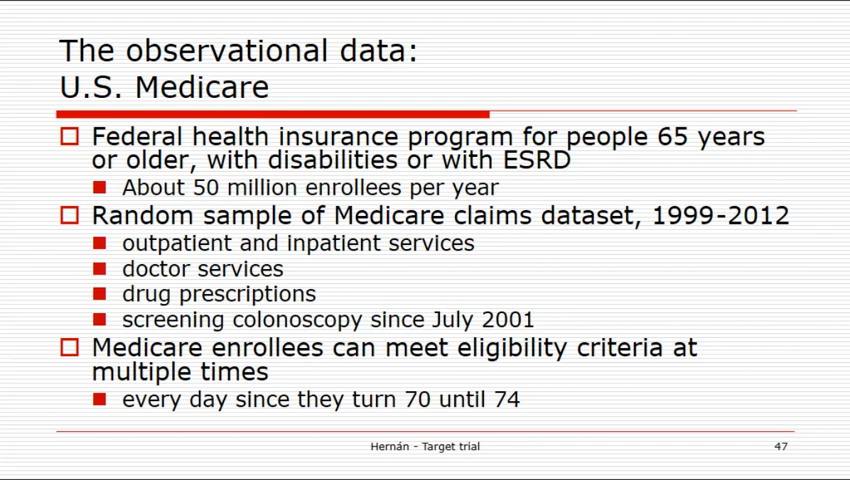 The observational data:
U.S. Medicare
Federal health insurance program for people 65 years
or older, with disabilities or with ESRD
About 50 million enrollees per year
Random sample of Medicare claims dataset, 1999-2012
outpatient and inpatient services
doctor services
drug prescriptions
screening colonoscopy since July 2001
Medicare enrollees can meet eligibility criteria at
multiple times
every day since they turn 70 until 74
Hernán - Target trial
47